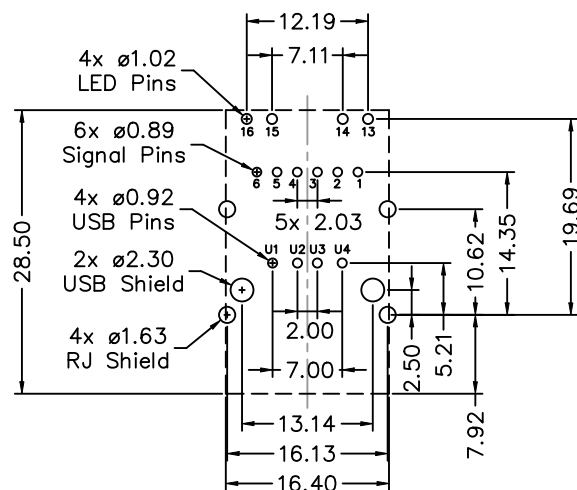 12.19
7.11
4x ø1.02
LED Pins
16 15 14 13
6x ø0.89
Signal Pins
6 5 4 3 2 1
4x ø0.92
USB Pins
5x 2.03
U1 U2 U3 U4
2x ø2.30
USB Shield
4x ø1.63
RJ Shield
28.50
2.00
7.00
2.50
5.21
10.62
14.35
19.69
7.92
13.14
16.13
16.40